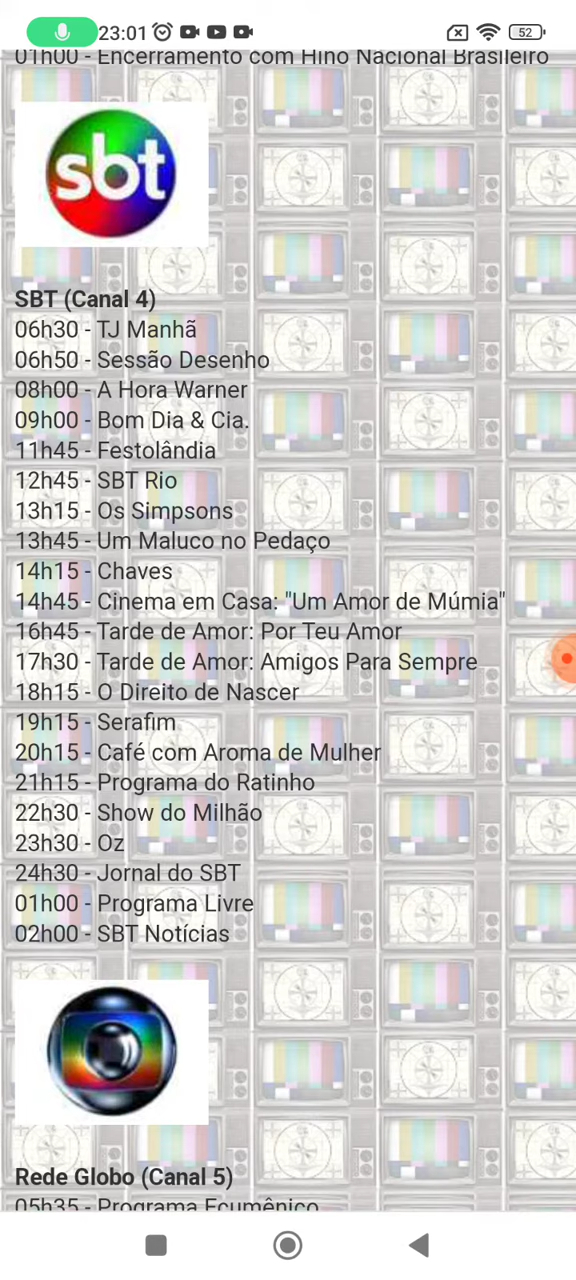 23:01
52
01h00 - Encerramento com Hino Nacional Brasileiro
sbt
SBT (Canal 4)
06h30 - TJ Manhã
06h50 - Sessão Desenho
08h00 - A Hora Warner
09h00 - Bom Dia & Cia.
11h45 - Festolândia
12h45 - SBT Rio
13h15 - Os Simpsons
13h45 - Um Maluco no Pedaço
14h15 - Chaves
14h45 - Cinema em Casa: "Um Amor de Múmia"
16h45 - Tarde de Amor: Por Teu Amor
17h30 - Tarde de Amor: Amigos Para Sempre
18h15 - O Direito de Nascer
19h15 - Serafim
20h15 - Café com Aroma de Mulher
21h15 - Programa do Ratinho
22h30 - Show do Milhão
23h30 - Oz
24h30 - Jornal do SBT
01h00 - Programa Livre
02h00 - SBT Notícias
Rede Globo (Canal 5)
05h35 - Programa Ecumênico